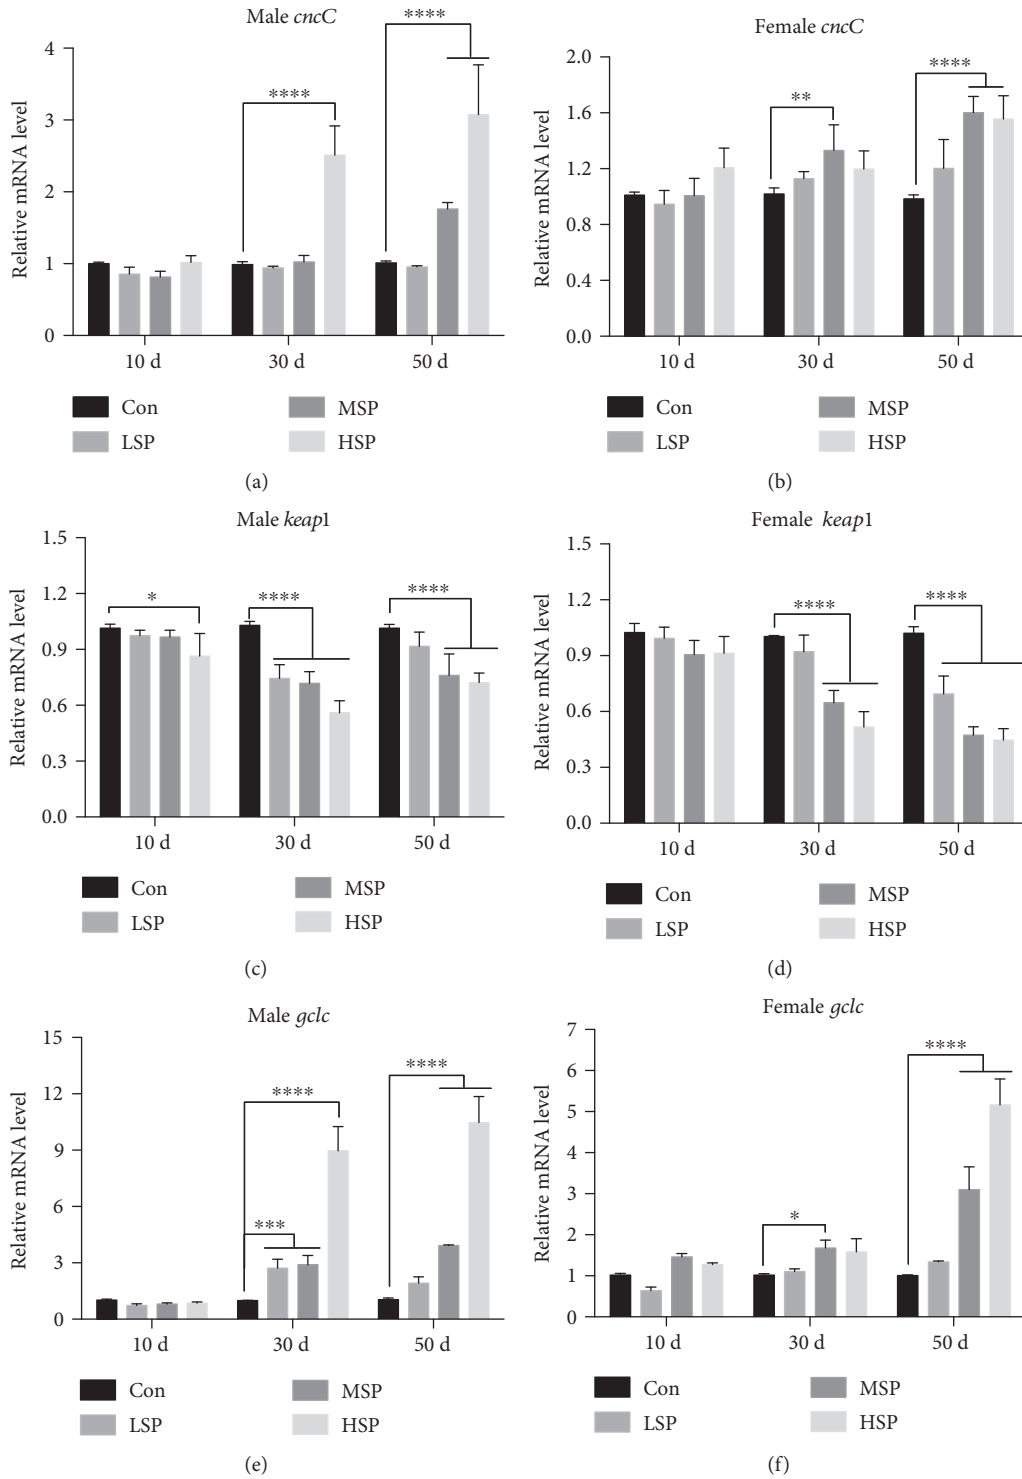 Male cncC
Relative mRNA level
4
3
2
1
0
****
****
10 d
30 d
50 d
Con
LSP
MSP
HSP
(a)
Female cncC
Relative mRNA level
2.0
1.6
1.2
0.8
0.4
0.0
**
****
10 d
30 d
50 d
Con
LSP
MSP
HSP
(b)
Male keap1
Relative mRNA level
1.5
1.2
0.9
0.6
0.3
0.0
*
****
****
10 d
30 d
50 d
Con
LSP
MSP
HSP
(c)
Female keap1
Relative mRNA level
1.5
1.2
0.9
0.6
0.3
0.0
****
****
10 d
30 d
50 d
Con
LSP
MSP
HSP
(d)
Male gclc
Relative mRNA level
15
12
9
6
3
0
***
****
****
10 d
30 d
50 d
Con
LSP
MSP
HSP
(e)
Female gclc
Relative mRNA level
7
6
5
4
3
2
1
0
*
****
10 d
30 d
50 d
Con
LSP
MSP
HSP
(f)